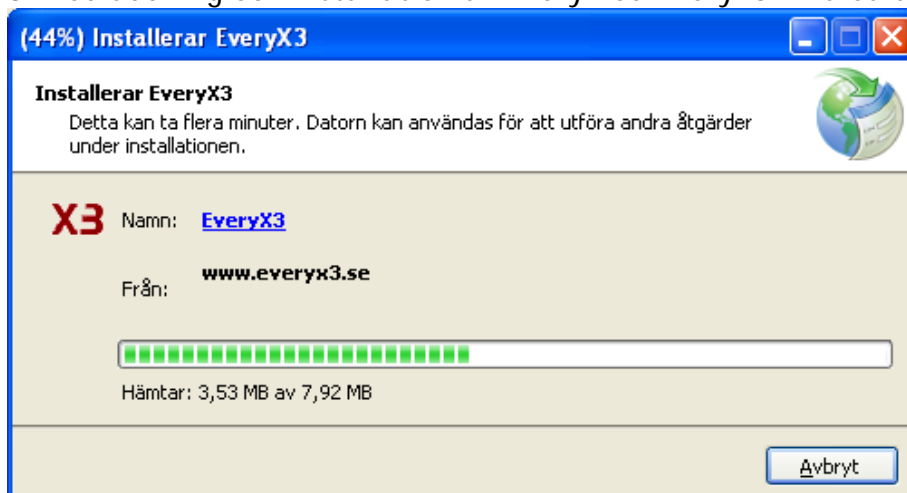 (44%) Installerar EveryX3
Installerar EveryX3
Detta kan ta flera minuter. Datorn kan användas för att utföra andra åtgärder
under installationen.
X3 Namn: EveryX3
Från: www.everyx3.se
Hämtar: 3,53 MB av 7,92 MB
Avbryt